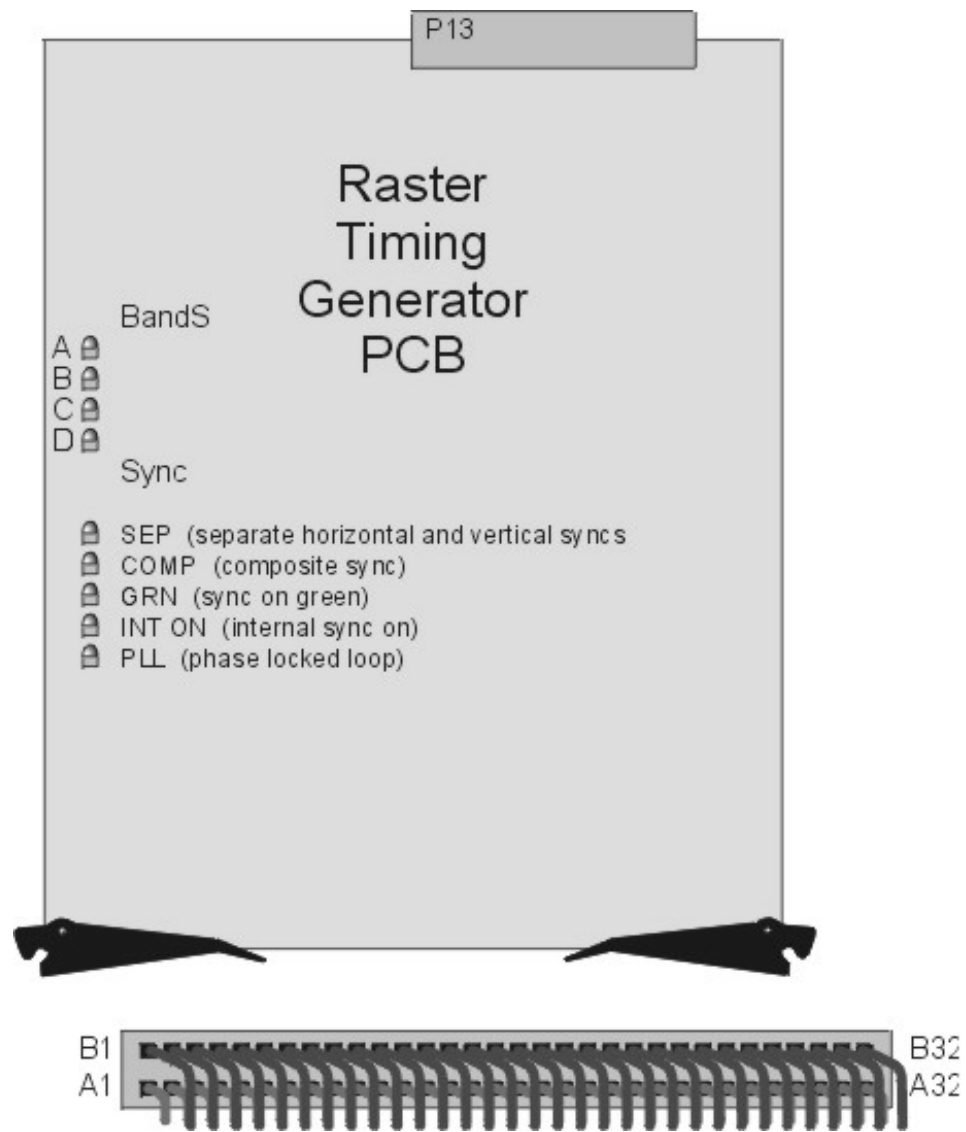 P13
Raster
Timing
Generator
PCB
BandS
A
B
C
D
Sync
SEP (separate horizontal and vertical syncs
COMP (composite sync)
GRN (sync on green)
INT ON (internal sync on)
PLL (phase locked loop)
B1 B32
A1 A32